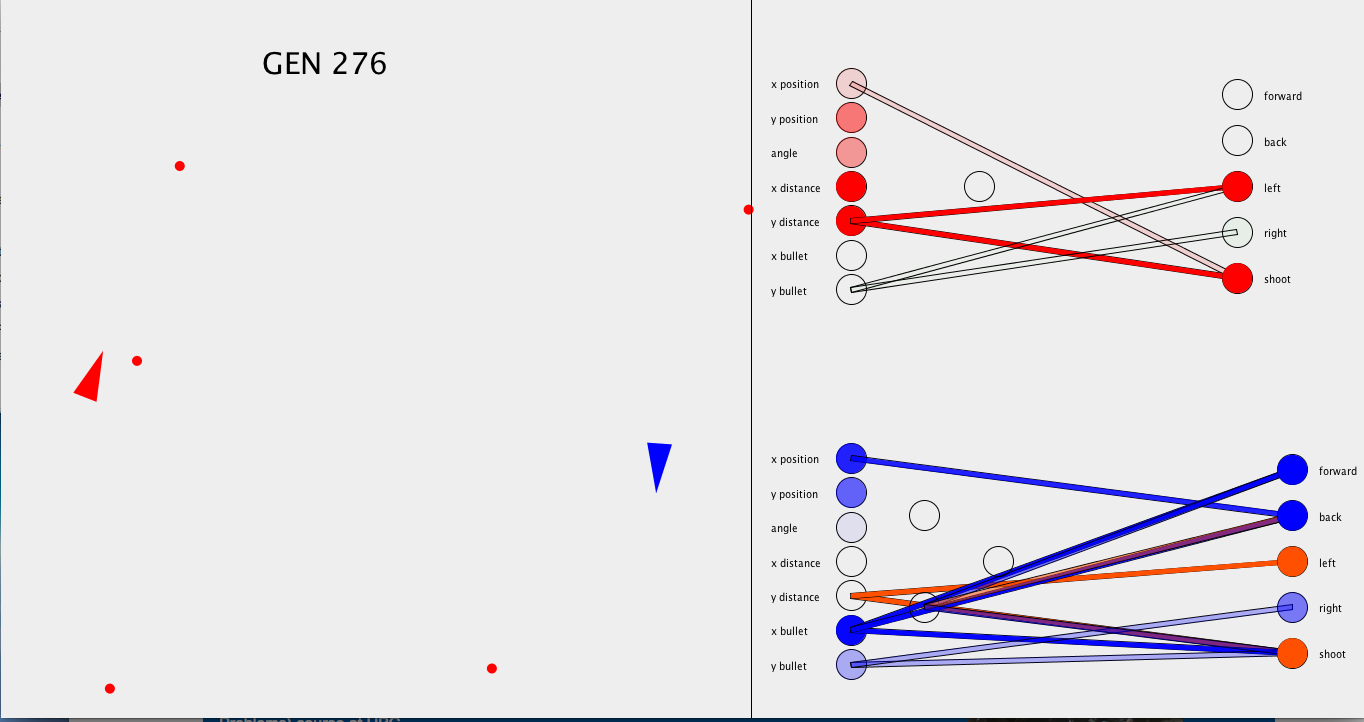 GEN 276
x position
y position
angle
x distance
y distance
x bullet
y bullet
forward
back
left
right
shoot
x position
y position
angle
x distance
y distance
x bullet
y bullet
forward
back
left
right
shoot